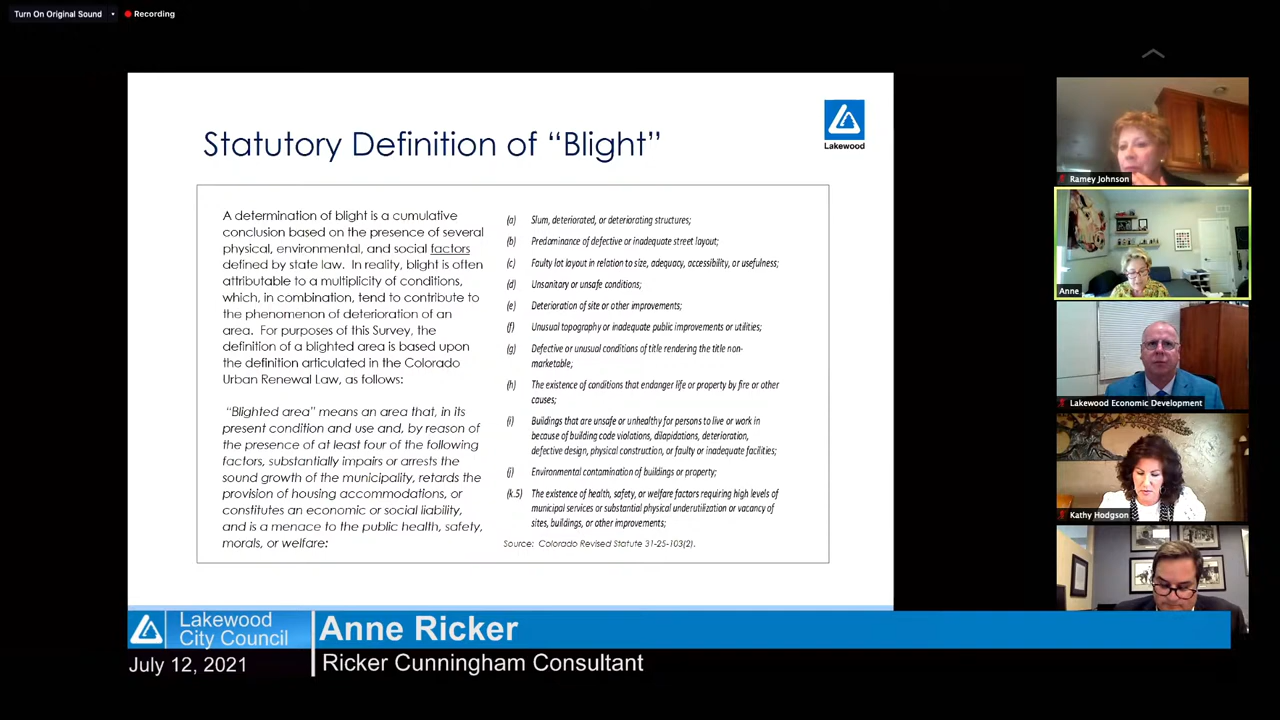 Turn On Original Sound
Recording
Statutory Definition of “Blight”
Lakewood
A determination of blight is a cumulative
conclusion based on the presence of several
physical, environmental, and social factors
defined by state law. In reality, blight is often
attributable to a multiplicity of conditions,
which, in combination, tend to contribute to
the phenomenon of deterioration of an
area. For purposes of this Survey, the
definition of a blighted area is based upon
the definition articulated in the Colorado
Urban Renewal Law, as follows:
“Blighted area” means an area that, in its
present condition and use and, by reason of
the presence of at least four of the following
factors, substantially impairs or arrests the
sound growth of the municipality, retards the
provision of housing accommodations, or
constitutes an economic or social liability,
and is a menace to the public health, safety,
morals, or welfare:
(a) Slum, deteriorated, or deteriorating structures;
(b) Predominance of defective or inadequate street layout;
(c) Faulty lot layout in relation to size, adequacy, accessibility, or usefulness;
(d) Unsanitary or unsafe conditions;
(e) Deterioration of site or other improvements;
(f) Unusual topography or inadequate public improvements or utilities;
(g) Defective or unusual conditions of title rendering the title non-
marketable;
(h) The existence of conditions that endanger life or property by fire or other
causes;
(i) Buildings that are unsafe or unhealthy for persons to live or work in
because of building code violations, dilapidations, deterioration,
defective design, physical construction, or faulty or inadequate facilities;
(j) Environmental contamination of buildings or property;
(k.5) The existence of health, safety, or welfare factors requiring high levels of
municipal services or substantial physical underutilization or vacancy of
sites, buildings, or other improvements;
Source: Colorado Revised Statute 31-25-103(2).
Ramey Johnson
Anne
Lakewood Economic Development
Kathy Hodgson
Lakewood
City Council
Anne Ricker
July 12, 2021
Ricker Cunningham Consultant